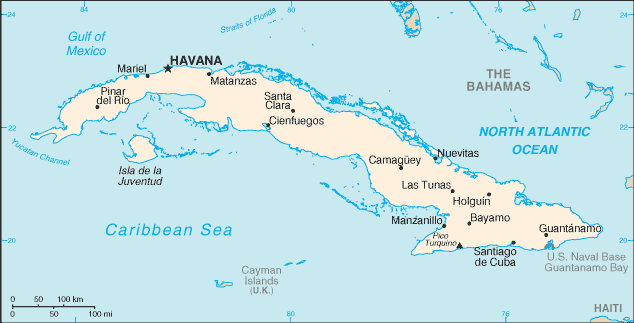 84
80
76
24
24
Straits of Florida
Gulf of
Mexico
HAVANA
Mariel
Matanzas
THE
BAHAMAS
Pinar
del Río
Santa
Clara
Cienfuegos
22
22
NORTH ATLANTIC
OCEAN
Yucatan Channel
Isla de la
Juventud
Nuevitas
Camagüey
Las Tunas
Holguín
Caribbean Sea
Manzanillo
Bayamo
Guantánamo
Pico
Turquino
20
20
Santiago
de Cuba
U.S. Naval Base
Guantanamo Bay
Cayman
Islands
(U.K.)
0 50 100 km
0 50 100 mi
80
76
HAITI